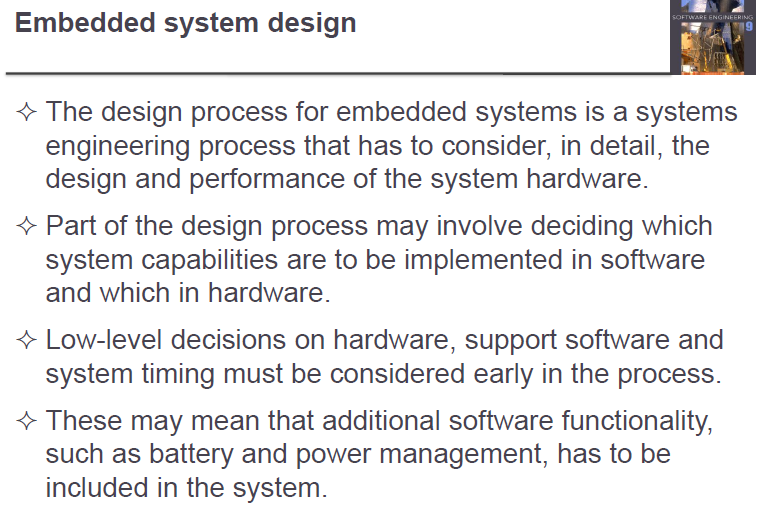 Embedded system design
SOFTWARE ENGINEERING
9
✧ The design process for embedded systems is a systems
engineering process that has to consider, in detail, the
design and performance of the system hardware.
✧ Part of the design process may involve deciding which
system capabilities are to be implemented in software
and which in hardware.
✧ Low-level decisions on hardware, support software and
system timing must be considered early in the process.
✧ These may mean that additional software functionality,
such as battery and power management, has to be
included in the system.